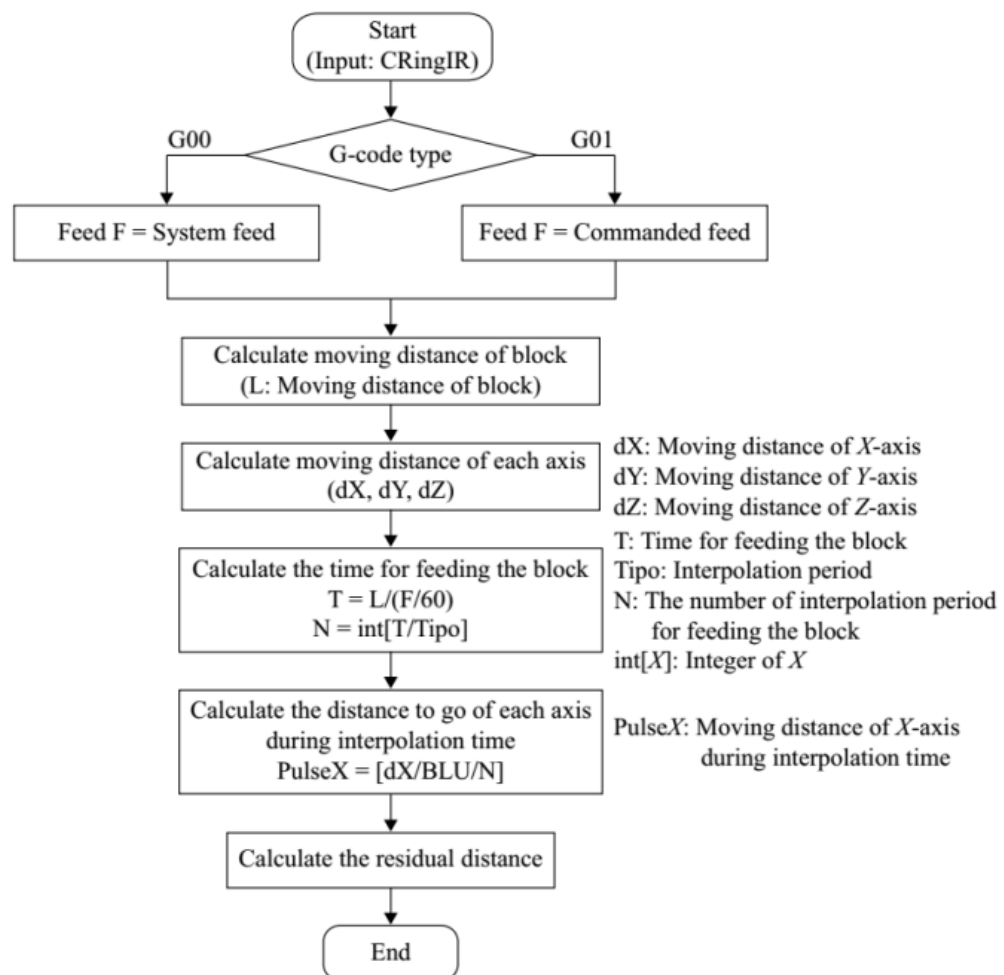 Start
(Input: CRingIR)
G00
G-code type
G01
Feed F = System feed
Feed F = Commanded feed
Calculate moving distance of block
(L: Moving distance of block)
Calculate moving distance of each axis
(dX, dY, dZ)
dX: Moving distance of X-axis
dY: Moving distance of Y-axis
dZ: Moving distance of Z-axis
Calculate the time for feeding the block
T = L/(F/60)
N = int[T/Tipo]
T: Time for feeding the block
Tipo: Interpolation period
N: The number of interpolation period
for feeding the block
int[X]: Integer of X
Calculate the distance to go of each axis
during interpolation time
PulseX = [dX/BLU/N]
PulseX: Moving distance of X-axis
during interpolation time
Calculate the residual distance
End